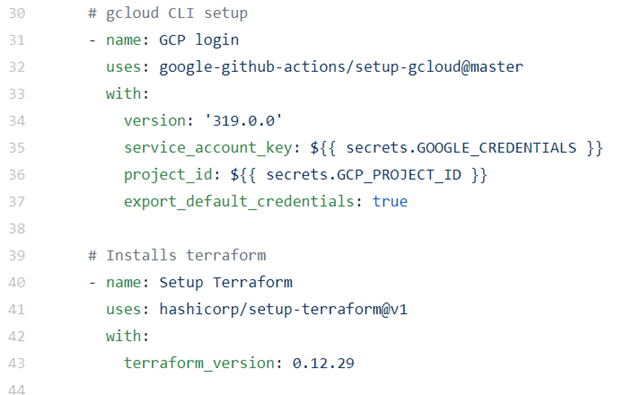 30 # gcloud CLI setup
31 - name: GCP login
32 uses: google-github-actions/setup-gcloud@master
33 with:
34 version: '319.0.0'
35 service_account_key: ${{ secrets.GOOGLE_CREDENTIALS }}
36 project_id: ${{ secrets.GCP_PROJECT_ID }}
37 export_default_credentials: true
38
39 # Installs terraform
40 - name: Setup Terraform
41 uses: hashicorp/setup-terraform@v1
42 with:
43 terraform_version: 0.12.29
44